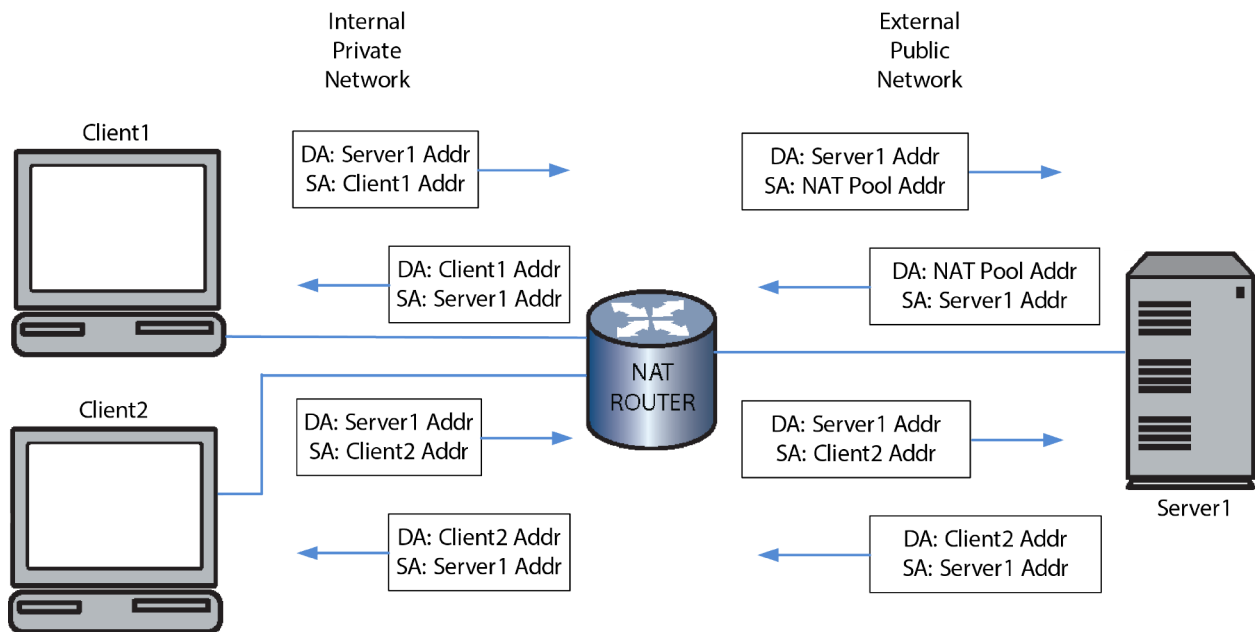 Internal
Private
Network
External
Public
Network
Client1
DA: Server1 Addr
SA: Client1 Addr
DA: Server1 Addr
SA: NAT Pool Addr
DA: Client1 Addr
SA: Server1 Addr
DA: NAT Pool Addr
SA: Server1 Addr
NAT
ROUTER
Client2
DA: Server1 Addr
SA: Client2 Addr
DA: Server1 Addr
SA: Client2 Addr
Server1
DA: Client2 Addr
SA: Server1 Addr
DA: Client2 Addr
SA: Server1 Addr